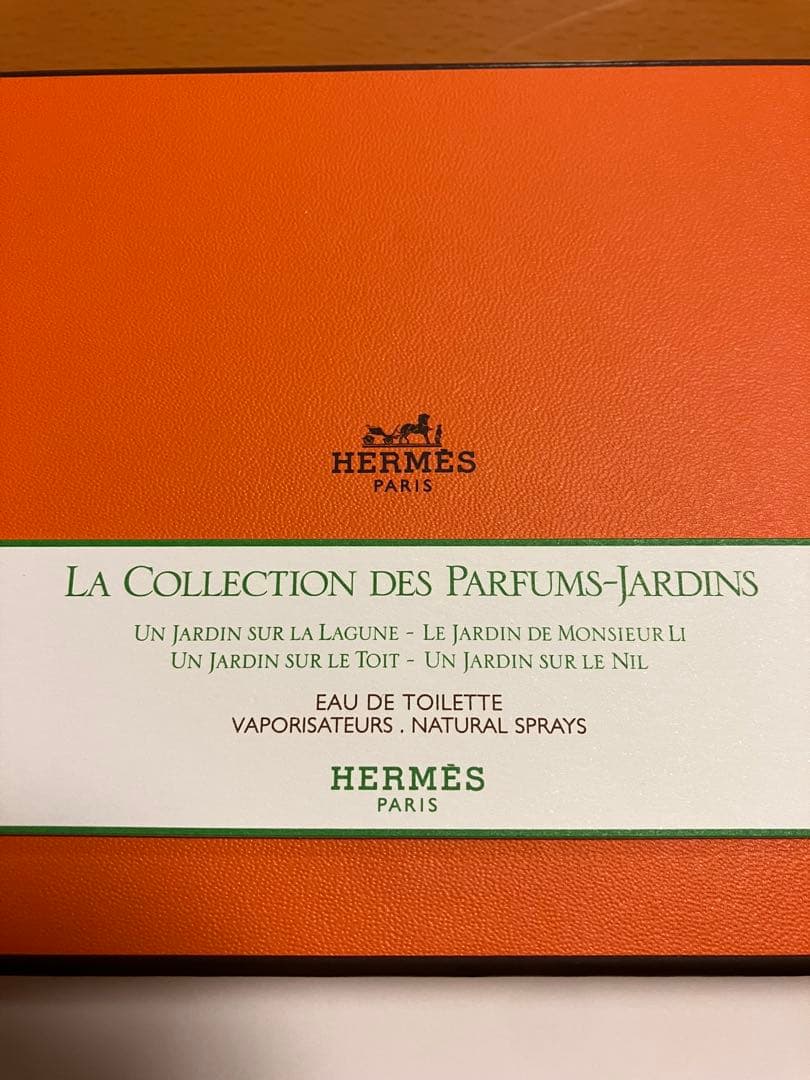 HERMÈS
PARIS
LA COLLECTION DES PARFUMS-JARDINS
UN JARDIN SUR LA LAGUNE - LE JARDIN DE MONSIEUR LI
UN JARDIN SUR LE TOIT - UN JARDIN SUR LE NIL
EAU DE TOILETTE
VAPORISATEURS . NATURAL SPRAYS
HERMÈS
PARIS